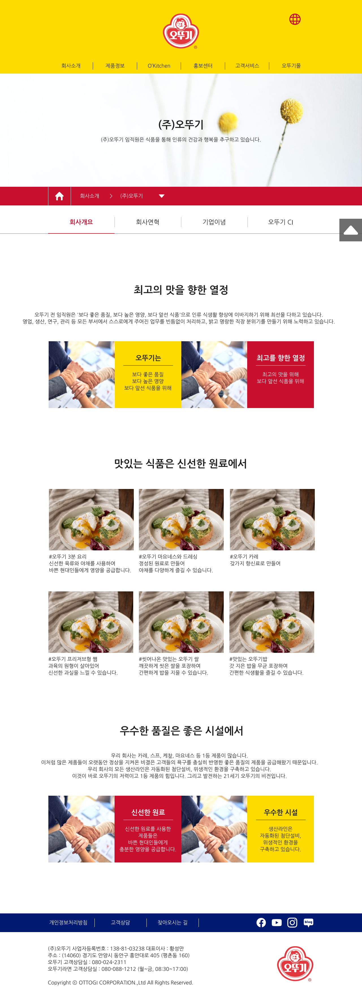 오뚜기
®
회사소개
제품정보
O'Kitchen
홍보센터
고객서비스
오뚜기몰
(주)오뚜기
(주)오뚜기 임직원은 식품을 통해 인류의 건강과 행복을 추구하고 있습니다.
회사소개 > (주)오뚜기
회사개요
회사연혁
기업이념
오뚜기 CI
최고의 맛을 향한 열정
오뚜기 전 임직원은 '보다 좋은 품질, 보다 높은 영양, 보다 앞선 식품'으로 인류 식생활 향상에 이바지하기 위해 최선을 다하고 있습니다.
영업, 생산, 연구, 관리 등 모든 부서에서 스스로에게 주어진 업무를 빈틈없이 처리하고, 밝고 명랑한 직장 분위기를 만들기 위해 노력하고 있습니다.
오뚜기는
보다 좋은 품질
보다 높은 영양
보다 앞선 식품을 위해
최고를 향한 열정
최고의 맛을 위해
보다 앞선 식품을 위해
맛있는 식품은 신선한 원료에서
#오뚜기 3분 요리
신선한 육류와 야채를 사용하여
바쁜 현대인들에게 영양을 공급합니다.
#오뚜기 마요네스와 드레싱
정성된 원료로 만들어
야채를 다양하게 즐길 수 있습니다.
#오뚜기 카레
갖가지 향신료로 만들어
#오뚜기 프리저브형 쨈
과육의 원형이 살아있어
신선한 과실을 느낄 수 있습니다.
#씻어나온 맛있는 오뚜기 쌀
깨끗하게 씻은 쌀을 포장하여
간편하게 밥을 지을 수 있습니다.
#맛있는 오뚜기밥
갓 지은 밥을 무균 포장하여
간편한 식생활을 즐길 수 있습니다.
우수한 품질은 좋은 시설에서
우리 회사는 카레, 스프, 케찹, 마요네스 등 1등 제품이 많습니다.
이처럼 많은 제품들이 오랫동안 정상을 지켜온 비결은 고객들의 욕구를 충실히 반영한 좋은 품질의 제품을 공급해왔기 때문입니다.
우리 회사의 모든 생산라인은 자동화된 첨단설비, 위생적인 환경을 구축하고 있습니다.
이것이 바로 오뚜기의 저력이고 1등 제품의 힘입니다. 그리고 발전하는 21세기 오뚜기의 비전입니다.
신선한 원료
신선한 원료를 사용한
제품들은
바쁜 현대인들에게
충분한 영양을 공급합니다.
우수한 시설
생산라인은
자동화된 첨단설비,
위생적인 환경을
구축하고 있습니다.
개인정보처리방침
고객상담
찾아오시는 길
blog
(주)오뚜기 사업자등록번호 : 138-81-03238 대표이사 : 황성만
주소 : (14060) 경기도 안양시 동안구 흥안대로 405 (평촌동 160)
오뚜기 고객상담실 : 080-024-2311
오뚜기라면 고객상담실 : 080-088-1212 (월~금, 08:30~17:00)
Copyright ⓒ OTTOGI CORPORATION.,Ltd All Rights Reserved.
오뚜기
®